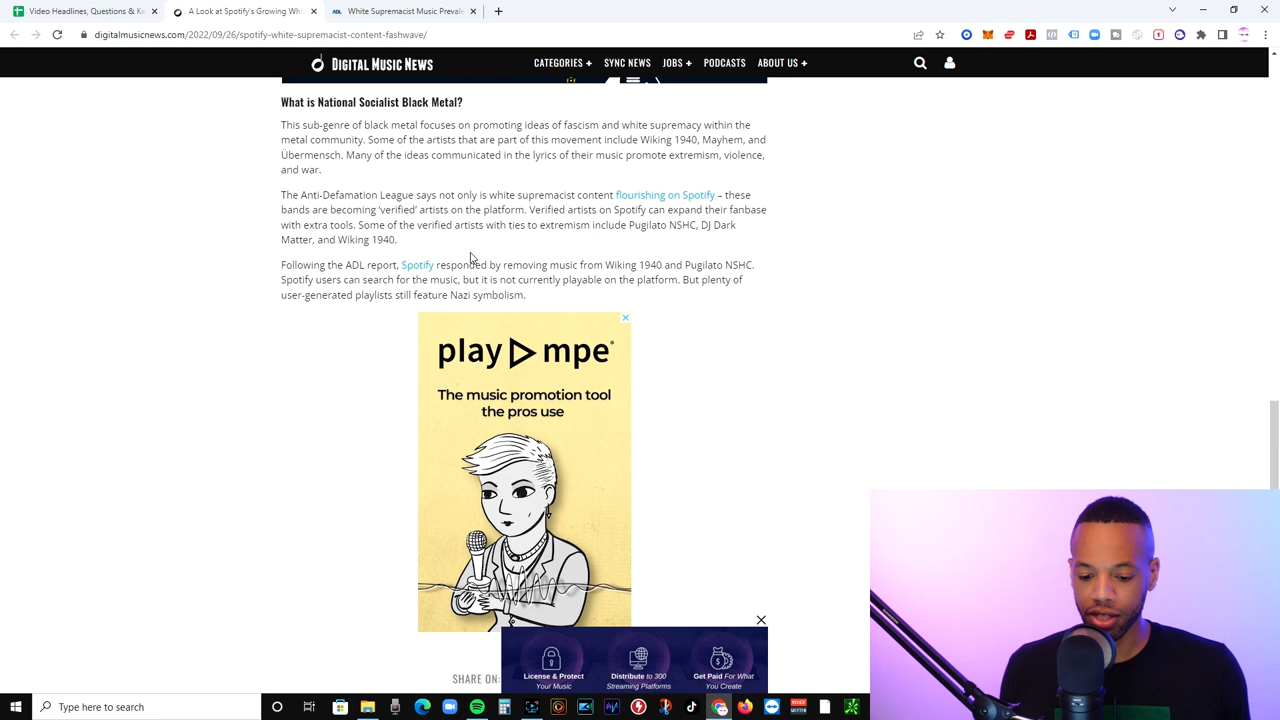 Video Headlines, Questions & Ke
A Look at Spotify's Growing Whi
White Supremacist Music Prevale
digitalmusicnews.com/2022/09/26/spotify-white-supremacist-content-fashwave/
DIGITAL MUSIC NEWS
CATEGORIES +
SYNC NEWS
JOBS +
PODCASTS
ABOUT US +
What is National Socialist Black Metal?
This sub-genre of black metal focuses on promoting ideas of fascism and white supremacy within the
metal community. Some of the artists that are part of this movement include Wiking 1940, Mayhem, and
Übermensch. Many of the ideas communicated in the lyrics of their music promote extremism, violence,
and war.
The Anti-Defamation League says not only is white supremacist content flourishing on Spotify – these
bands are becoming 'verified' artists on the platform. Verified artists on Spotify can expand their fanbase
with extra tools. Some of the verified artists with ties to extremism include Pugilato NSHC, DJ Dark
Matter, and Wiking 1940.
Following the ADL report, Spotify responded by removing music from Wiking 1940 and Pugilato NSHC.
Spotify users can search for the music, but it is not currently playable on the platform. But plenty of
user-generated playlists still feature Nazi symbolism.
play mpe
The music promotion tool
the pros use
License & Protect
Your Music
Distribute to 300
Streaming Platforms
Get Paid For What
You Create
SHARE ON:
Type here to search